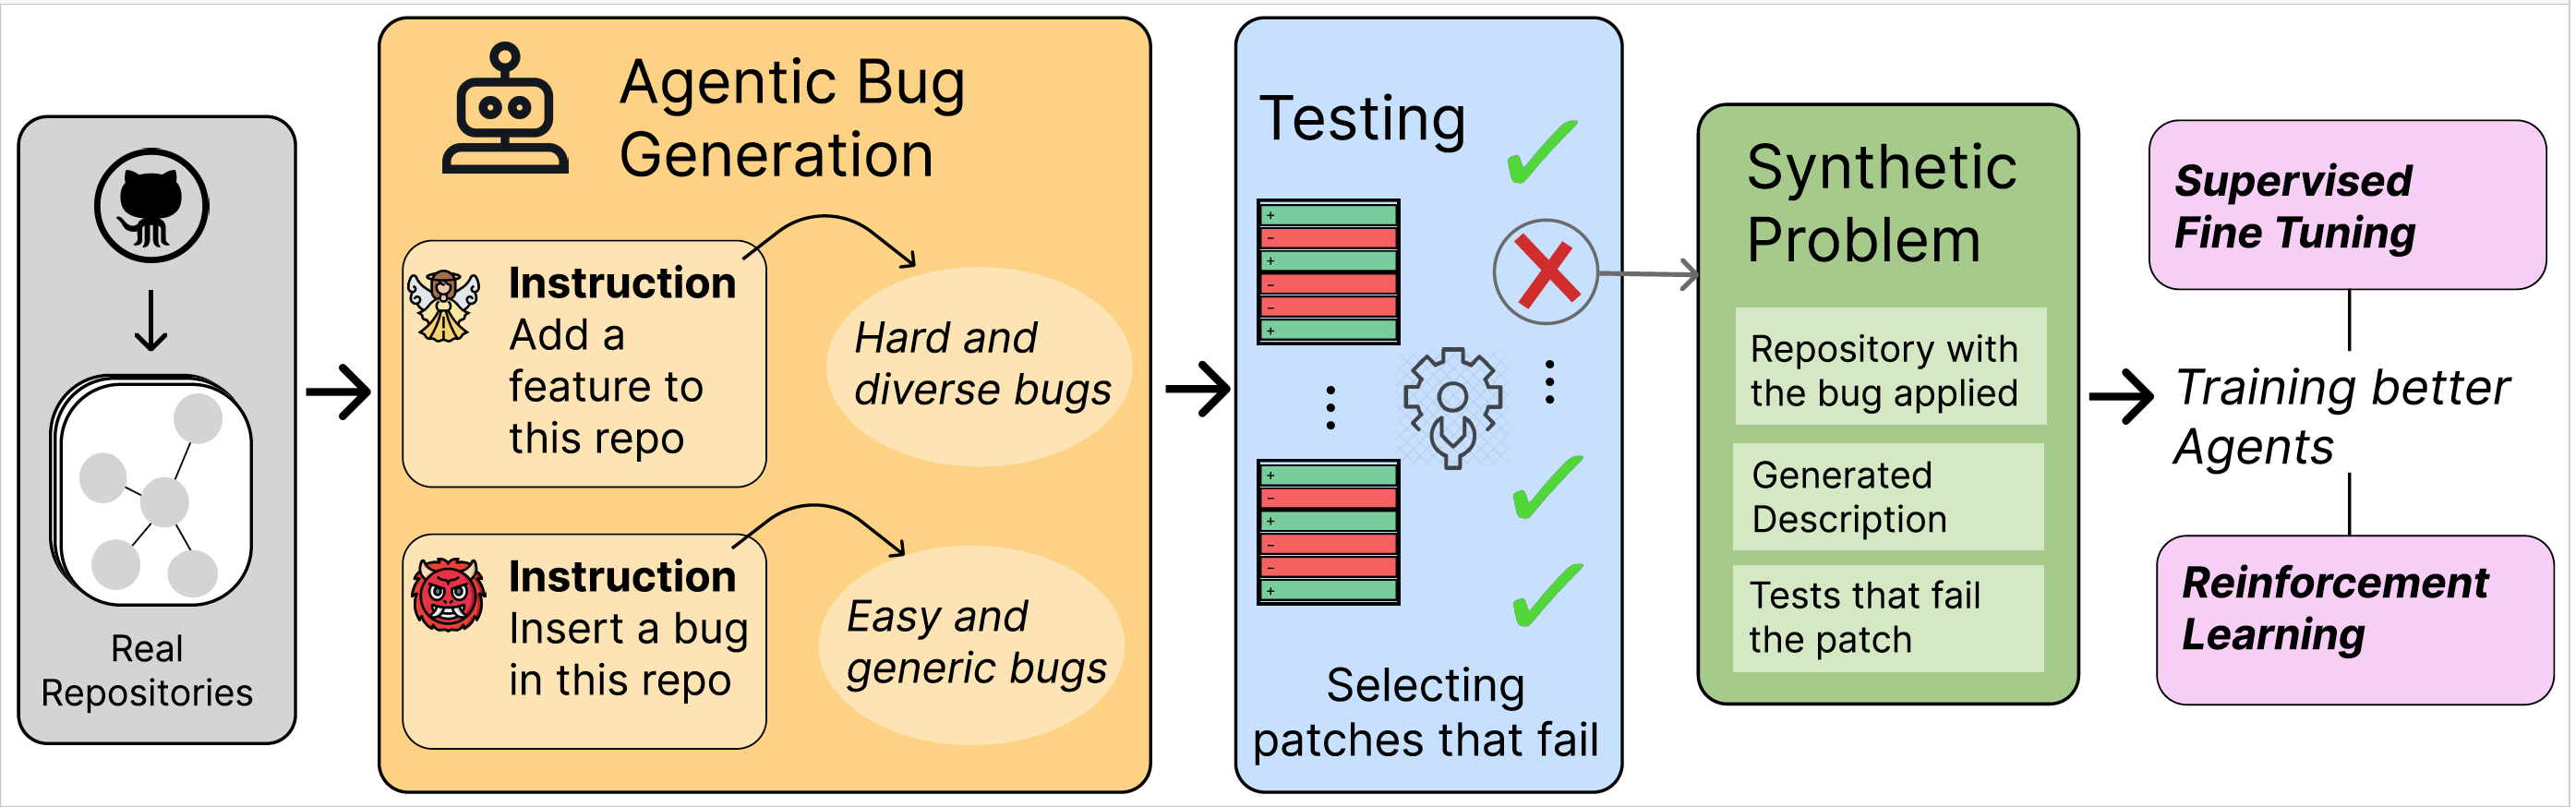 Real
Repositories
Agentic Bug
Generation
Instruction
Add a
feature to
this repo
Hard and
diverse bugs
Instruction
Insert a bug
in this repo
Easy and
generic bugs
Testing
+
-
+
-
-
+
+
-
+
-
-
+
Selecting
patches that fail
Synthetic
Problem
Repository with
the bug applied
Generated
Description
Tests that fail
the patch
Supervised
Fine Tuning
Training better
Agents
Reinforcement
Learning